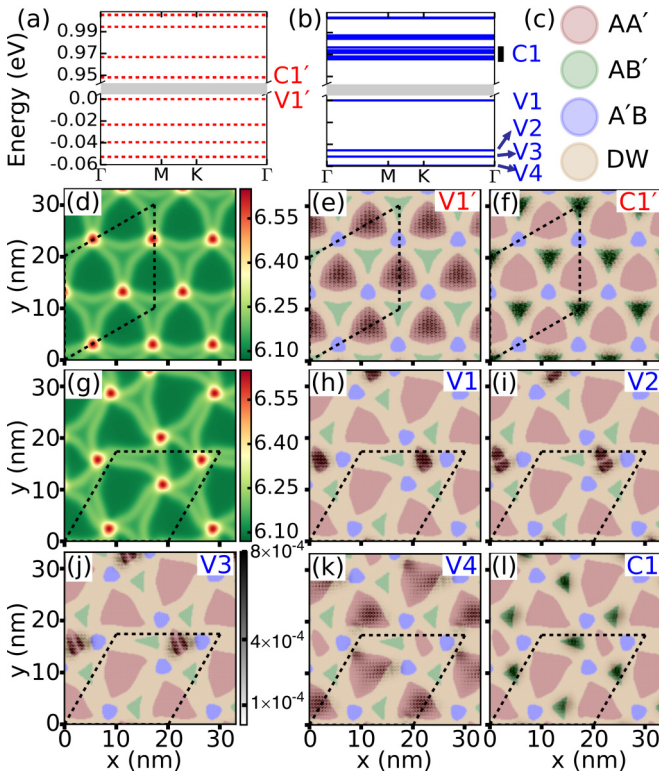 (a) (b) (c)
Energy (eV)
0.99
0.97
0.95
0.0
-0.02
-0.04
-0.06
C1′
V1′
Γ M K Γ
C1
V1
V2
V3
V4
Γ M K Γ
AA′
AB′
A′B
DW
(d) (e) V1′ (f) C1′
y (nm)
30
20
10
0
6.55
6.40
6.25
6.10
(g) (h) V1 (i) V2
y (nm)
30
20
10
0
6.55
6.40
6.25
6.10
(j) V3 (k) V4 (l) C1
y (nm)
30
20
10
0
8×10⁻⁴
4×10⁻⁴
1×10⁻⁴
0 10 20 30 0 10 20 30 0 10 20 30
x (nm) x (nm) x (nm)